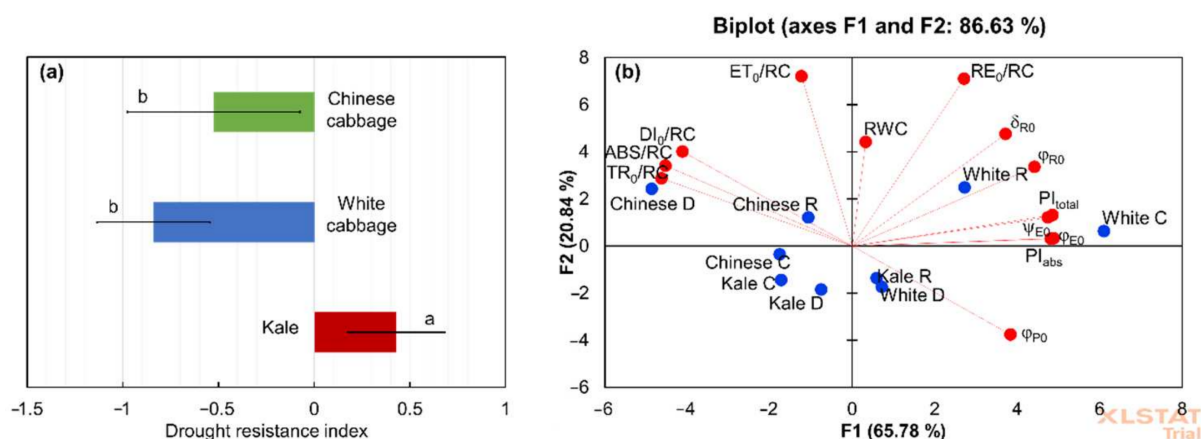 (a)
b
Chinese
cabbage
b
White
cabbage
Kale
a
−1.5 −1 −0.5 0 0.5 1
Drought resistance index
Biplot (axes F1 and F2: 86.63 %)
(b)
8
6
4
2
0
−2
−4
−6
F2 (20.84 %)
ET₀/RC
RE₀/RC
δR0
RWC
DI₀/RC
φR0
ABS/RC
TR₀/RC
White R
Chinese D
Chinese R
PItotal
White C
ψE0
φE0
PIabs
Chinese C
Kale R
Kale C
White D
Kale D
φP0
−6 −4 −2 0 2 4 6 8
F1 (65.78 %)
XLSTAT
Trial